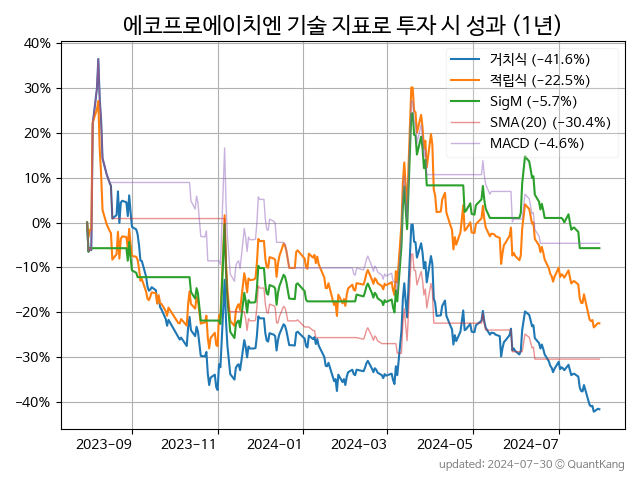 에코프로에이치엔 기술 지표로 투자 시 성과 (1년)
거치식 (−41.6%)
적립식 (−22.5%)
SigM (−5.7%)
SMA(20) (−30.4%)
MACD (−4.6%)
40%
30%
20%
10%
0%
−10%
−20%
−30%
−40%
2023-09 2023-11 2024-01 2024-03 2024-05 2024-07
updated: 2024-07-30 © QuantKang